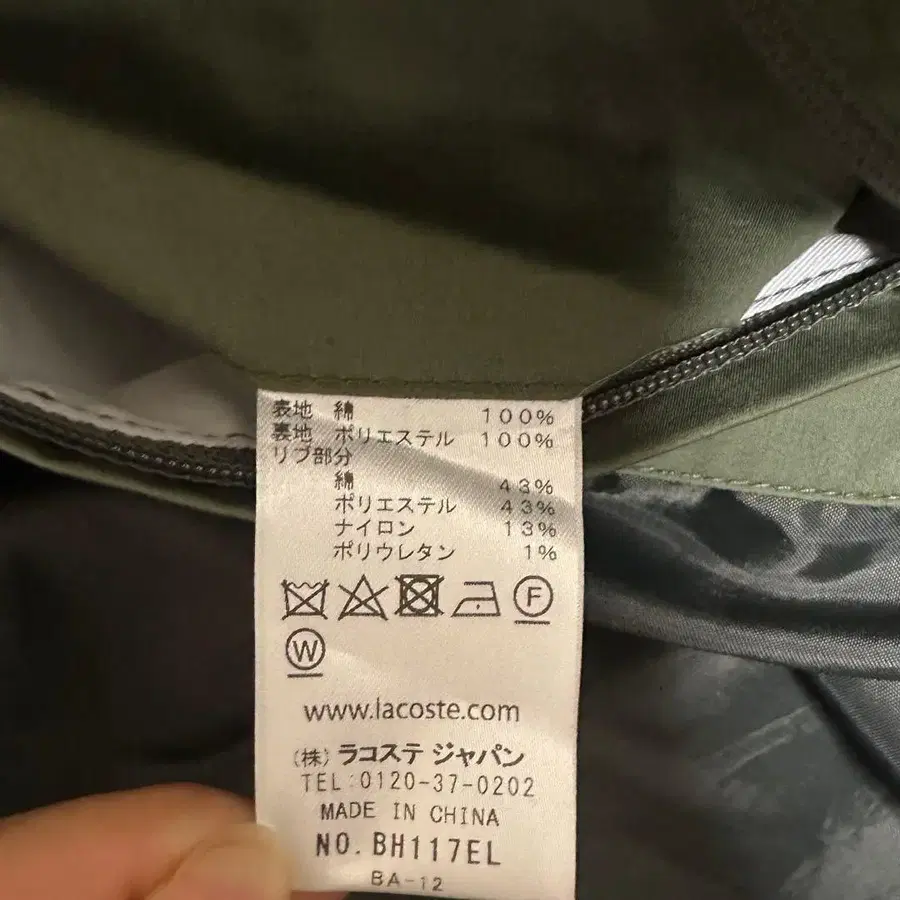 表地 綿 100%
裏地 ポリエステル 100%
リブ部分
綿 43%
ポリエステル 43%
ナイロン 13%
ポリウレタン 1%
F
W
www.lacoste.com
(株)ラコステ ジャパン
TEL:0120-37-0202
MADE IN CHINA
NO.BH117EL
BA-12